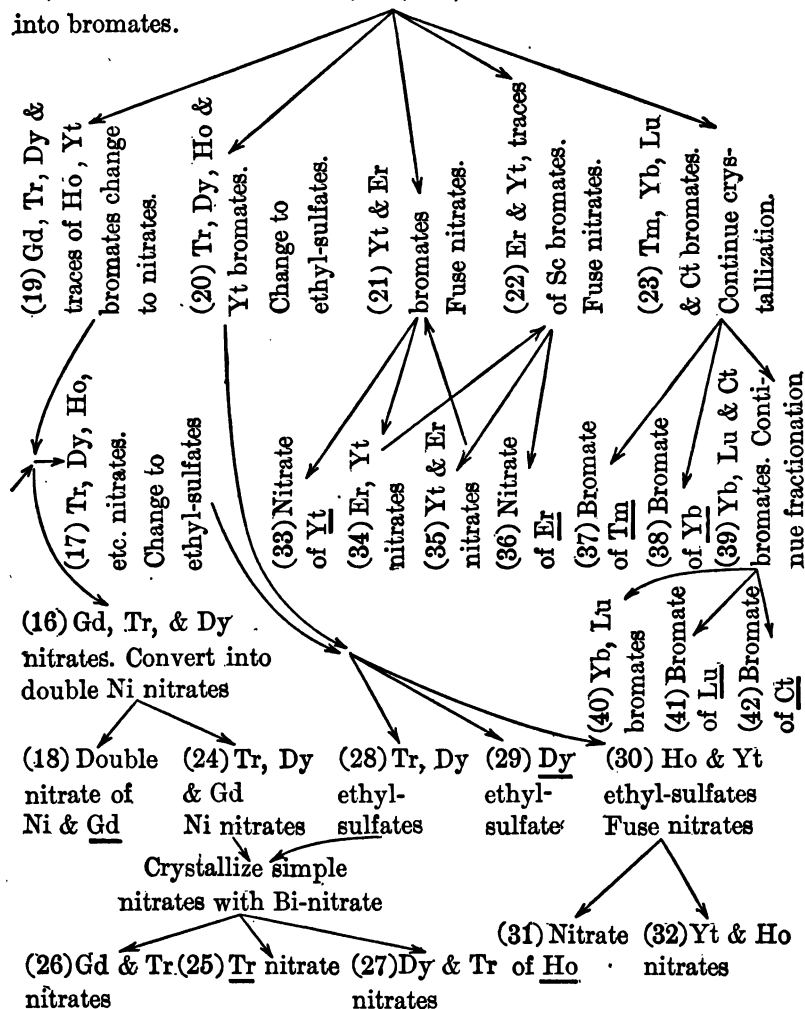 into bromates.
(19) Gd, Tr, Dy &
traces of Ho, Yt
bromates change
to nitrates.
(20) Tr, Dy, Ho &
Yt bromates.
Change to
ethyl-sulfates.
(21) Yt & Er
bromates
Fuse nitrates.
(22) Er & Yt, traces
of Sc bromates.
Fuse nitrates.
(23) Tm, Yb, Lu
& Ct bromates.
Continue crys-
tallization.
(17) Tr, Dy, Ho,
etc. nitrates.
Change to
ethyl-sulfates
(33) Nitrate
of Yt
(34) Er, Yt
nitrates
(35) Yt & Er
nitrates
(36) Nitrate
of Er
(37) Bromate
of Tm
(38) Bromate
of Yb
(39) Yb, Lu & Ct
bromates. Conti-
nue fractionation
(16) Gd, Tr, & Dy
nitrates. Convert into
double Ni nitrates
(40) Yb, Lu
bromates
(41) Bromate
of Lu
(42) Bromate
of Ct
(18) Double
nitrate of
Ni & Gd
(24) Tr, Dy
& Gd
Ni nitrates
(28) Tr, Dy
ethyl-
sulfates
(29) Dy
ethyl-
sulfate
(30) Ho & Yt
ethyl-sulfates
Fuse nitrates
Crystallize simple
nitrates with Bi-nitrate
(26) Gd & Tr.
nitrates
(25) Tr nitrate
(27) Dy & Tr
nitrates
(31) Nitrate
of Ho
(32) Yt & Ho
nitrates